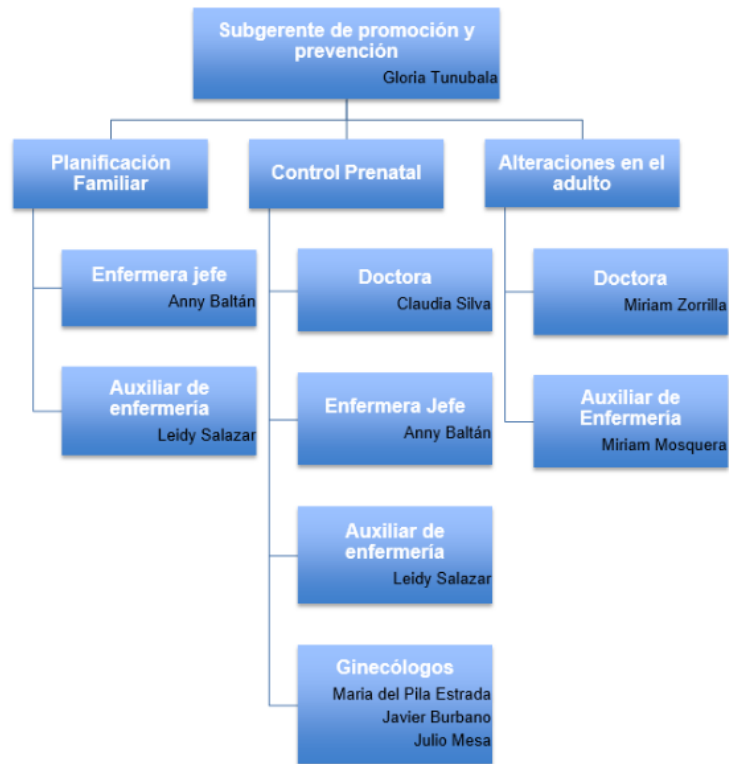 Subgerente de promoción y
prevención
Gloria Tunubala
Planificación
Familiar
Enfermera jefe
Anny Baltán
Auxiliar de
enfermería
Leidy Salazar
Control Prenatal
Doctora
Claudia Silva
Enfermera Jefe
Anny Baltán
Auxiliar de
enfermería
Leidy Salazar
Ginecólogos
Maria del Pila Estrada
Javier Burbano
Julio Mesa
Alteraciones en el
adulto
Doctora
Miriam Zorrilla
Auxiliar de
Enfermería
Miriam Mosquera